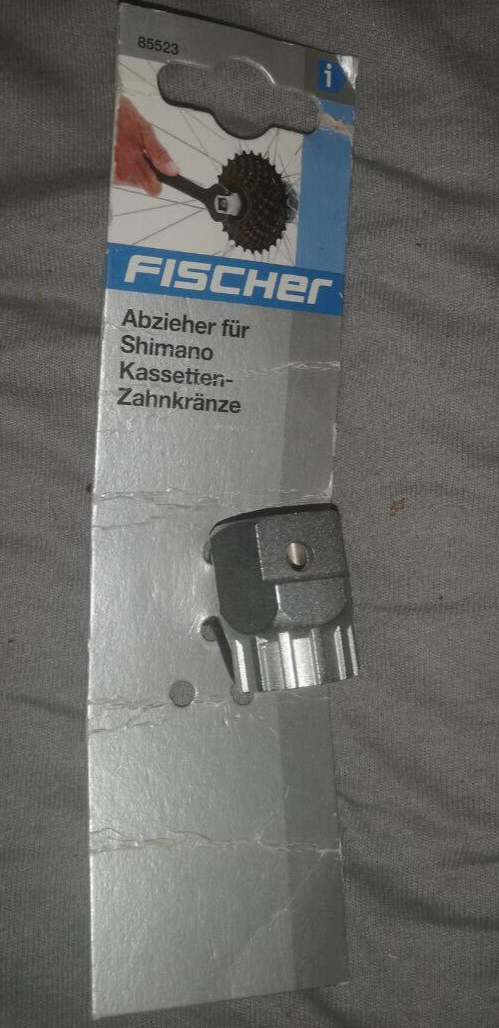 85523
i
FISCHER
Abzieher für
Shimano
Kassetten-
Zahnkränze